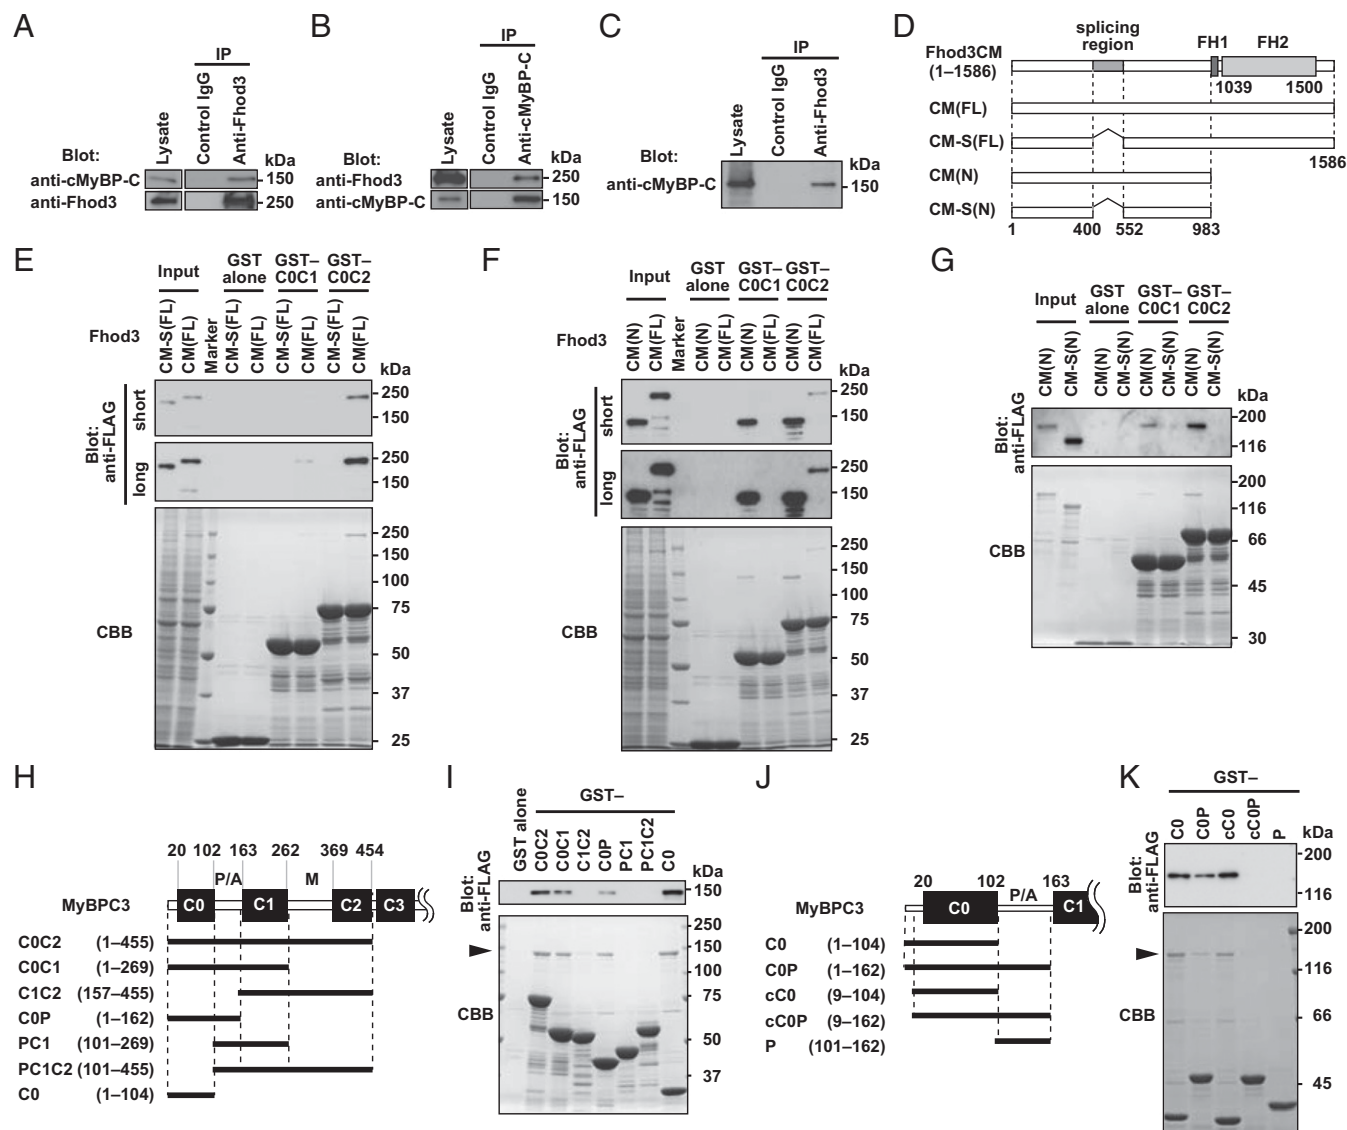 A
IP
Lysate
Control IgG
Anti-Fhod3
Blot:
kDa
anti-cMyBP-C
150
anti-Fhod3
250
B
IP
Lysate
Control IgG
Anti-cMyBP-C
Blot:
kDa
anti-Fhod3
250
anti-cMyBP-C
150
C
IP
Lysate
Control IgG
Anti-Fhod3
Blot:
kDa
anti-cMyBP-C
150
D
splicing
region
Fhod3CM
(1–1586)
FH1
FH2
1039
1500
CM(FL)
CM-S(FL)
1586
CM(N)
CM-S(N)
1
400
552
983
E
Input
GST
alone
GST–
C0C1
GST–
C0C2
Fhod3
CM-S(FL)
CM(FL)
Marker
CM-S(FL)
CM(FL)
CM-S(FL)
CM(FL)
CM-S(FL)
CM(FL)
kDa
Blot:
anti-FLAG
short
250
150
long
250
150
CBB
250
150
100
75
50
37
25
F
Input
GST
alone
GST–
C0C1
GST–
C0C2
Fhod3
CM(N)
CM(FL)
Marker
CM(N)
CM(FL)
CM(N)
CM(FL)
CM(N)
CM(FL)
kDa
Blot:
anti-FLAG
short
250
150
long
250
150
CBB
250
150
100
75
50
37
25
G
Input
GST
alone
GST–
C0C1
GST–
C0C2
CM(N)
CM-S(N)
CM(N)
CM-S(N)
CM(N)
CM-S(N)
CM(N)
CM-S(N)
kDa
Blot:
anti-FLAG
200
116
CBB
200
116
66
45
30
H
20 102 163 262 369 454
P/A M
MyBPC3 C0 C1 C2 C3
C0C2 (1–455)
C0C1 (1–269)
C1C2 (157–455)
C0P (1–162)
PC1 (101–269)
PC1C2 (101–455)
C0 (1–104)
I
GST–
GST alone
C0C2
C0C1
C1C2
C0P
PC1
PC1C2
C0
kDa
Blot:
anti-FLAG
150
CBB
250
150
100
75
50
37
J
20 102 163
P/A
MyBPC3 C0 C1
C0 (1–104)
C0P (1–162)
cC0 (9–104)
cC0P (9–162)
P (101–162)
K
GST–
C0
C0P
cC0
cC0P
P
kDa
Blot:
anti-FLAG
200
116
CBB
200
116
66
45